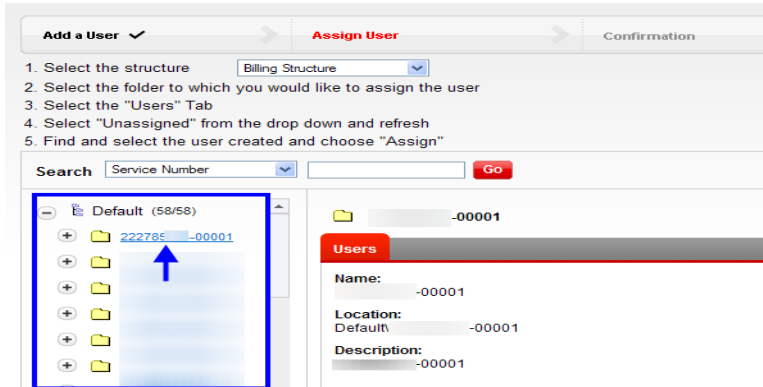 Add a User
Assign User
Confirmation
1. Select the structure Billing Structure
2. Select the folder to which you would like to assign the user
3. Select the "Users" Tab
4. Select "Unassigned" from the drop down and refresh
5. Find and select the user created and choose "Assign"
Search Service Number Go
Default (58/58)
-00001
-00001
Users
Name:
-00001
Location:
Default\ -00001
Description:
-00001